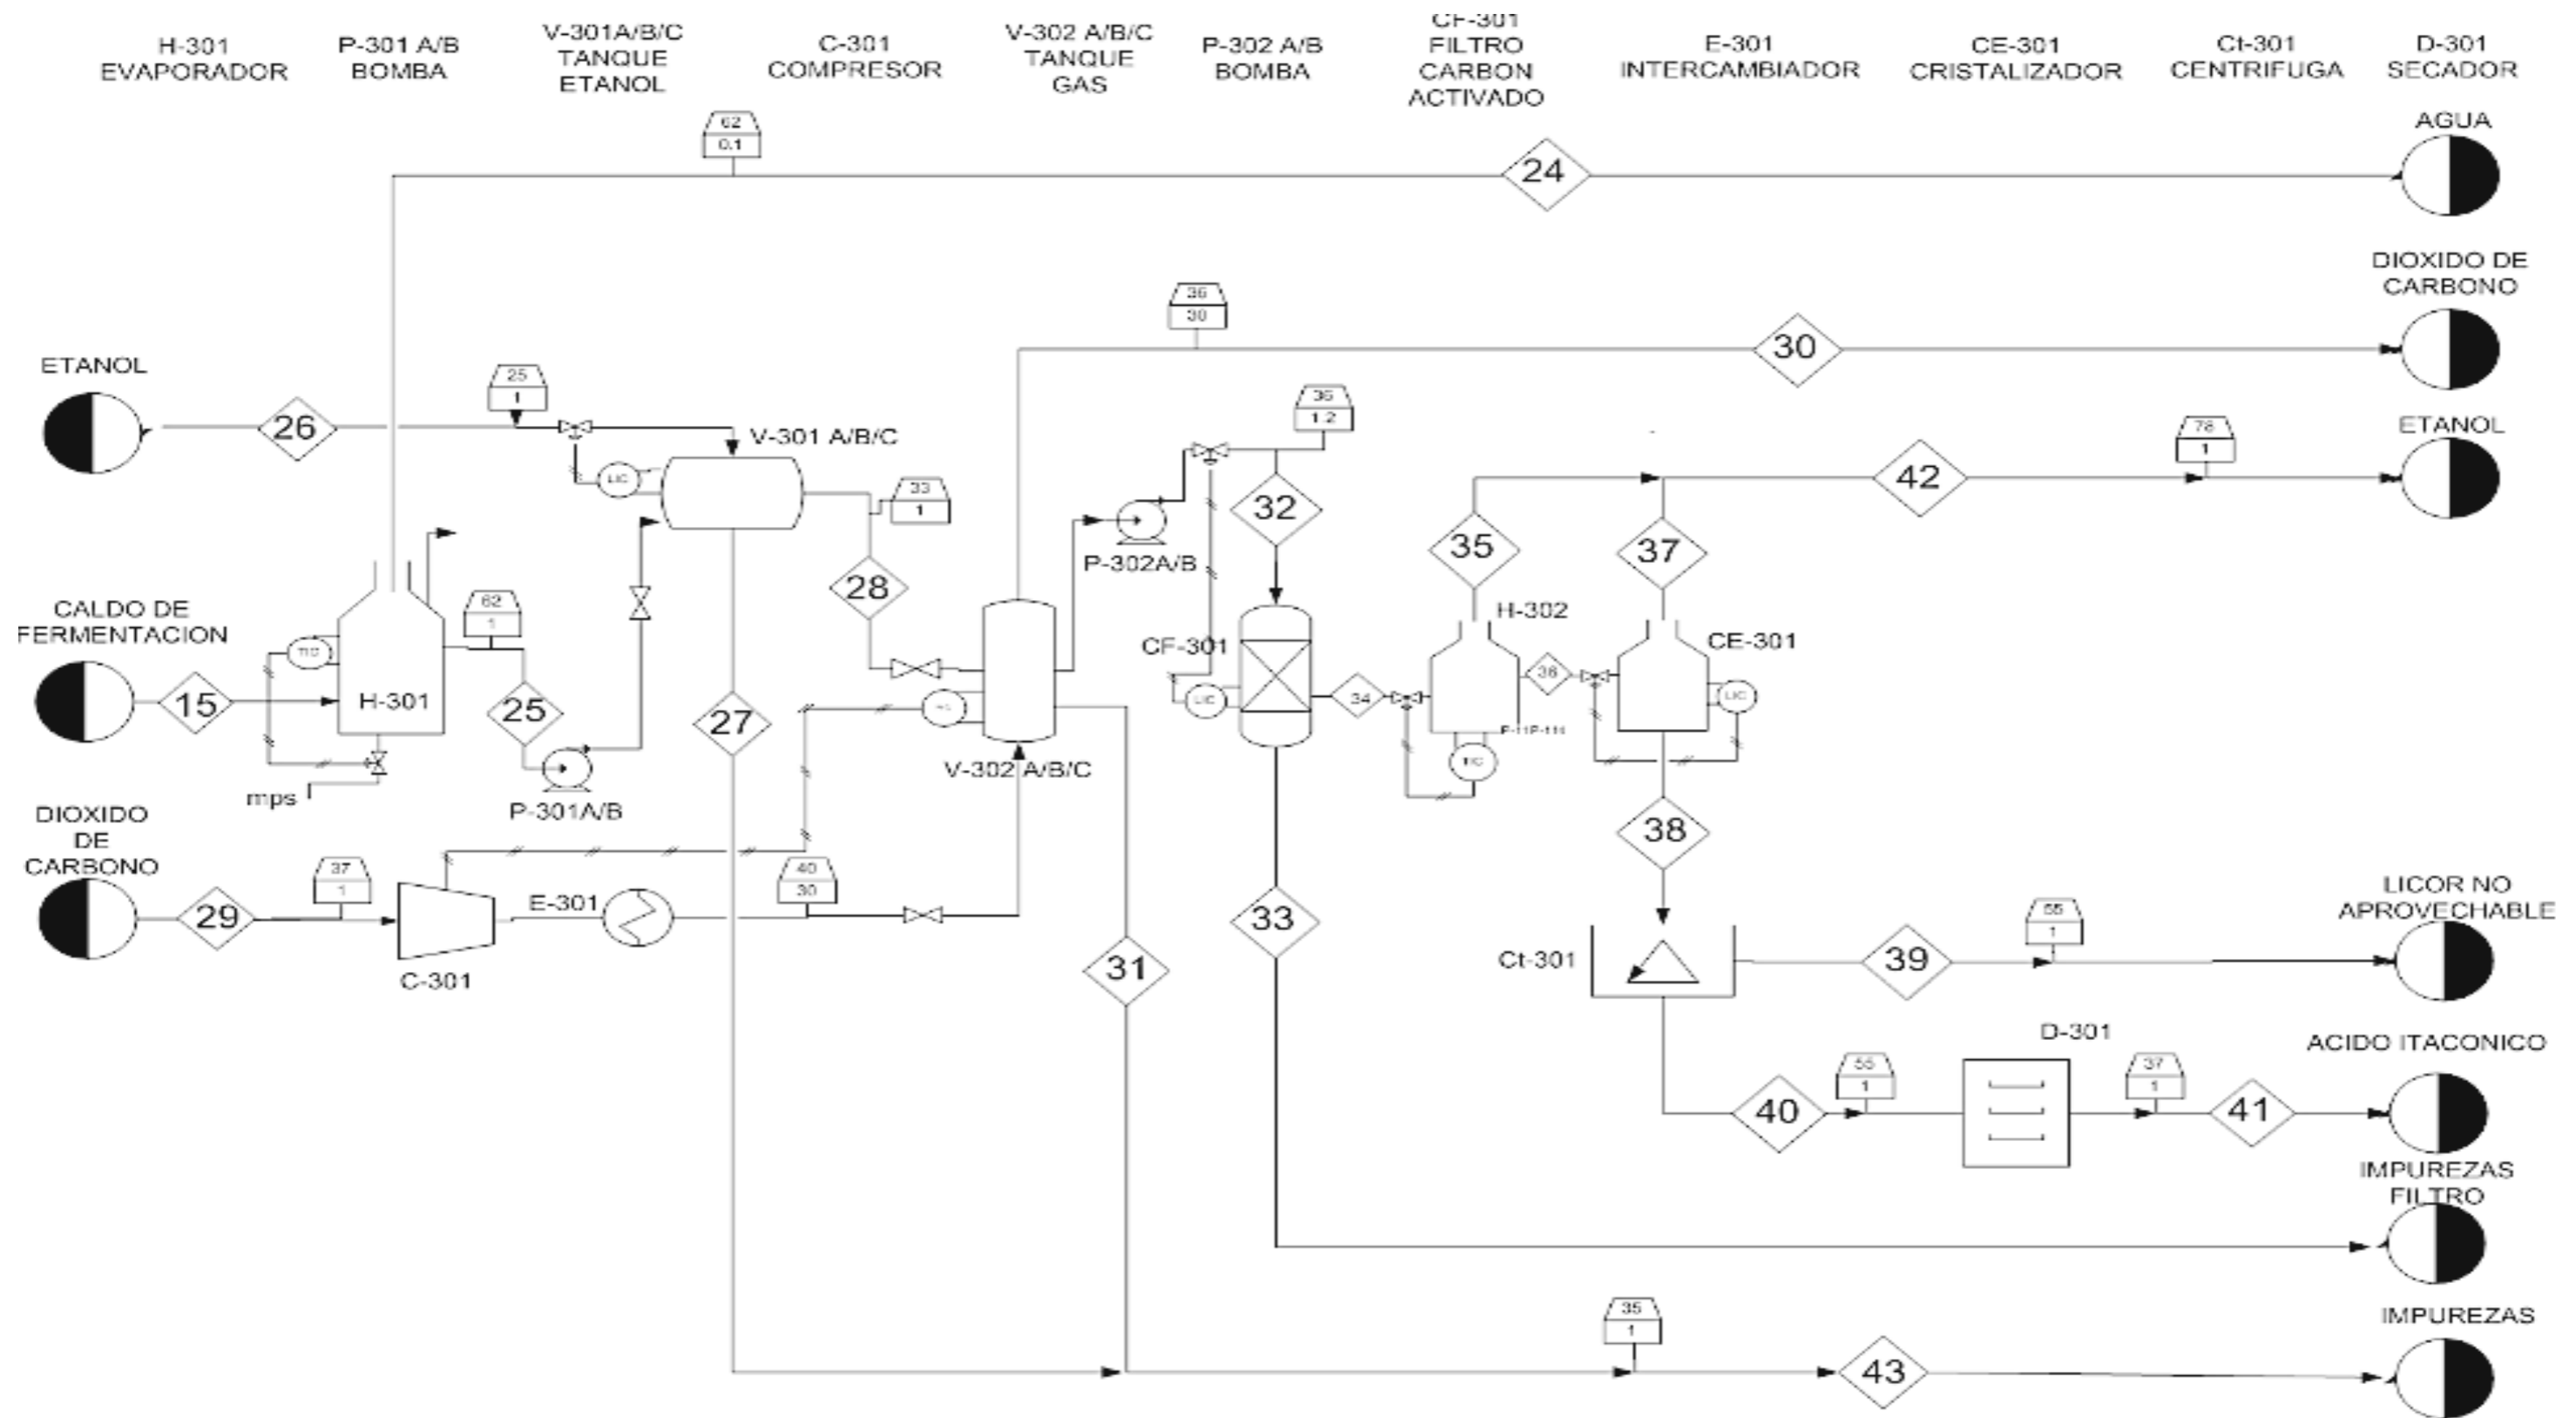 H-301
EVAPORADOR
P-301 A/B
BOMBA
V-301A/B/C
TANQUE
ETANOL
C-301
COMPRESOR
V-302 A/B/C
TANQUE
GAS
P-302 A/B
BOMBA
CF-301
FILTRO
CARBON
ACTIVADO
E-301
INTERCAMBIADOR
CE-301
CRISTALIZADOR
Ct-301
CENTRIFUGA
D-301
SECADOR
62
0.1
24
AGUA
DIOXIDO DE
CARBONO
36
30
30
ETANOL
26
25
1
V-301 A/B/C
LIC
33
1
36
1.2
32
P-302A/B
42
78
1
ETANOL
35
37
28
CALDO DE
FERMENTACION
15
TIC
H-301
62
1
25
P-301A/B
mps
27
V-302 A/B/C
CF-301
LIC
34
H-302
36
TIC
CE-301
LIC
38
DIOXIDO
DE
CARBONO
29
37
1
C-301
E-301
40
30
31
33
Ct-301
39
55
1
LICOR NO
APROVECHABLE
40
55
1
D-301
37
1
41
ACIDO ITACONICO
IMPUREZAS
FILTRO
35
1
43
IMPUREZAS